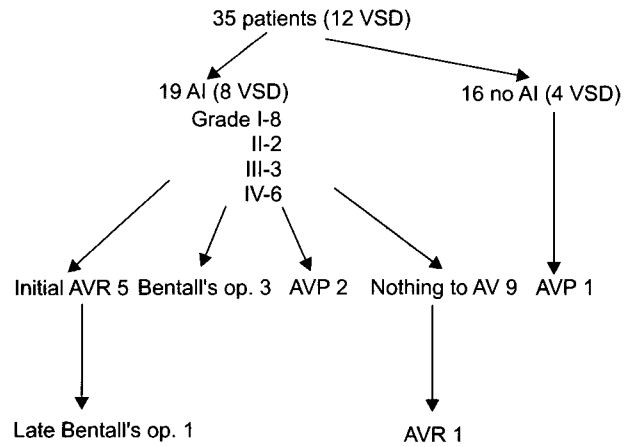 35 patients (12 VSD)
19 AI (8 VSD)
16 no AI (4 VSD)
Grade I-8
II-2
III-3
IV-6
Initial AVR 5
Bentall's op. 3
AVP 2
Nothing to AV 9
AVP 1
Late Bentall's op. 1
AVR 1